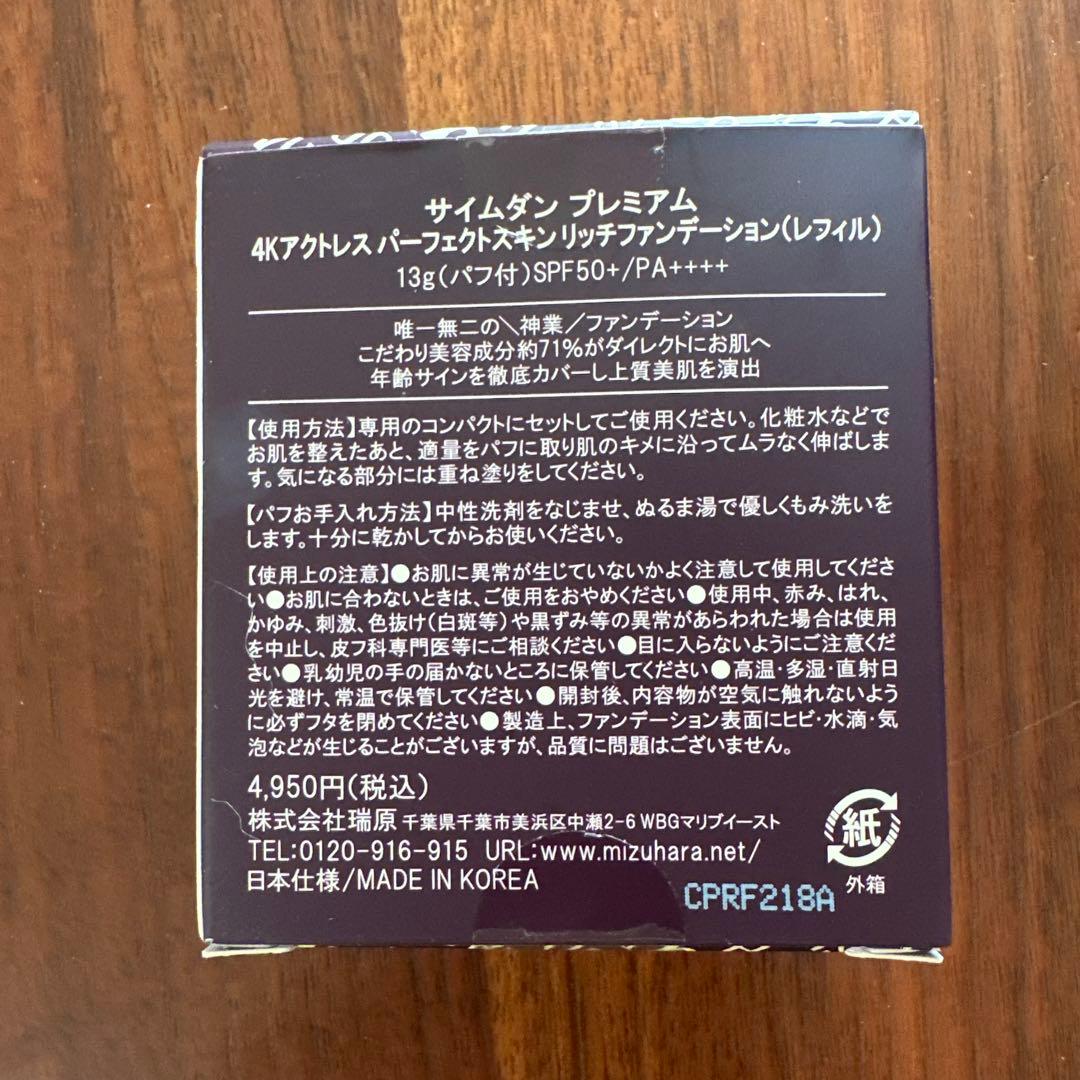 サイムダン プレミアム
4Kアクトレス パーフェクトスキンリッチファンデーション(レフィル)
13g(パフ付)SPF50+/PA++++
唯一無二の＼神業／ファンデーション
こだわり美容成分約71%がダイレクトにお肌へ
年齢サインを徹底カバーし上質美肌を演出
【使用方法】専用のコンパクトにセットしてご使用ください。化粧水などで
お肌を整えたあと、適量をパフに取り肌のキメに沿ってムラなく伸ばしま
す。気になる部分には重ね塗りをしてください。
【パフお手入れ方法】中性洗剤をなじませ、ぬるま湯で優しくもみ洗いを
します。十分に乾かしてからお使いください。
【使用上の注意】●お肌に異常が生じていないかよく注意して使用してくださ
い●お肌に合わないときは、ご使用をおやめください●使用中、赤み、はれ、
かゆみ、刺激、色抜け(白斑等)や黒ずみ等の異常があらわれた場合は使用
を中止し、皮フ科専門医等にご相談ください●目に入らないようにご注意くだ
さい●乳幼児の手の届かないところに保管してください●高温・多湿・直射日
光を避け、常温で保管してください●開封後、内容物が空気に触れないよう
に必ずフタを閉めてください●製造上、ファンデーション表面にヒビ・水滴・気
泡などが生じることがございますが、品質に問題はございません。
4,950円(税込)
株式会社瑞原 千葉県千葉市美浜区中瀬2-6 WBGマリブイースト
TEL:0120-916-915 URL:www.mizuhara.net/
日本仕様/MADE IN KOREA
CPRF218A
紙
外箱